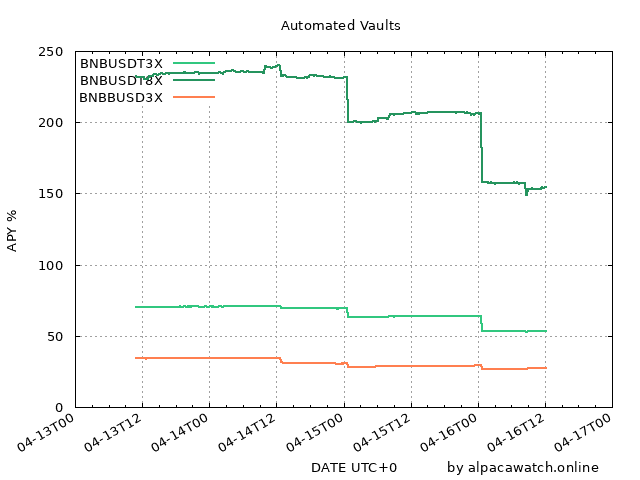 Automated Vaults
250
200
150
100
50
0
APY %
BNBUSDT3X
BNBUSDT8X
BNBBUSD3X
04-13T00
04-13T12
04-14T00
04-14T12
04-15T00
04-15T12
04-16T00
04-16T12
04-17T00
DATE UTC+0
by alpacawatch.online